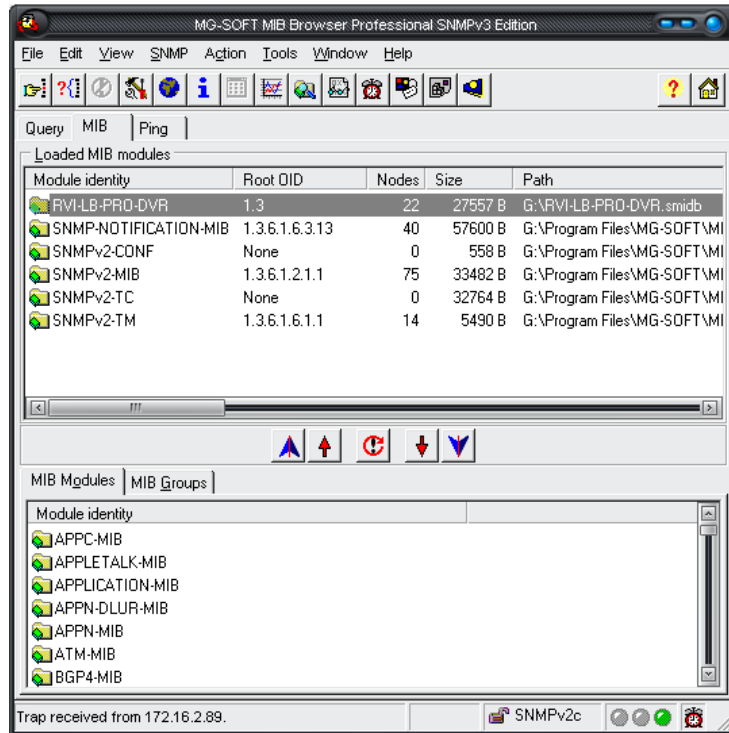 MG-SOFT MIB Browser Professional SNMPv3 Edition
File Edit View SNMP Action Tools Window Help
Query MIB Ping
Loaded MIB modules
Module identity Root OID Nodes Size Path
RVI-LB-PRO-DVR 1.3 22 27557 B G:\RVI-LB-PRO-DVR.smidb
SNMP-NOTIFICATION-MIB 1.3.6.1.6.3.13 40 57600 B G:\Program Files\MG-SOFT\MI
SNMPv2-CONF None 0 558 B G:\Program Files\MG-SOFT\MI
SNMPv2-MIB 1.3.6.1.2.1.1 75 33482 B G:\Program Files\MG-SOFT\MI
SNMPv2-TC None 0 32764 B G:\Program Files\MG-SOFT\MI
SNMPv2-TM 1.3.6.1.6.1.1 14 5490 B G:\Program Files\MG-SOFT\MI
MIB Modules MIB Groups
Module identity
APPC-MIB
APPLETALK-MIB
APPLICATION-MIB
APPN-DLUR-MIB
APPN-MIB
ATM-MIB
BGP4-MIB
Trap received from 172.16.2.89. SNMPv2c